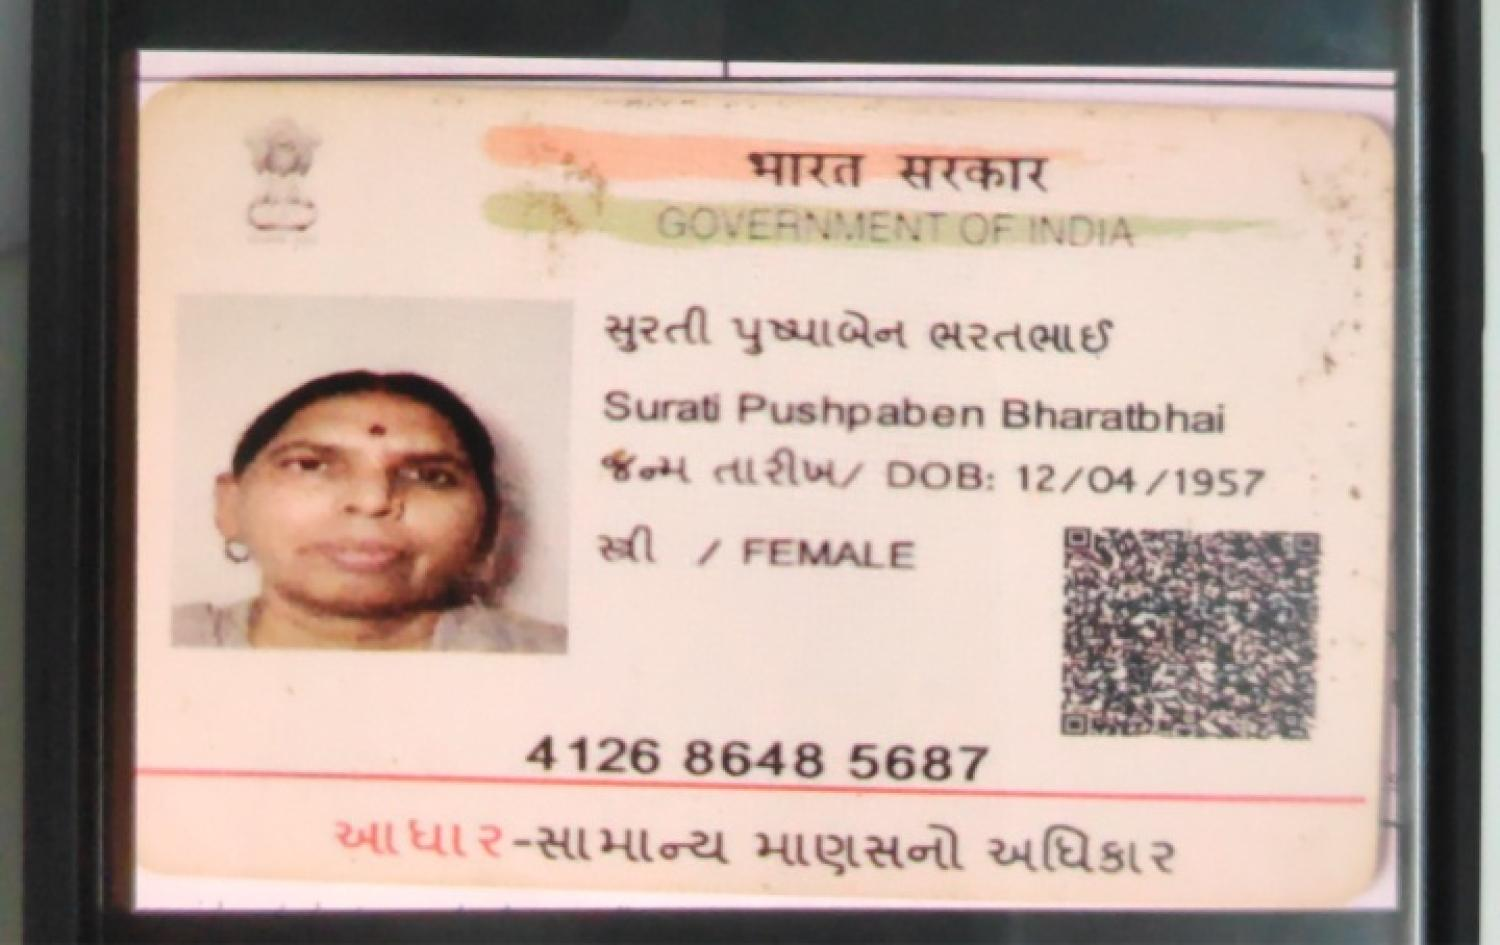 भारत सरकार
GOVERNMENT OF INDIA
સુરતી પુષ્પાબેન ભરતભાઈ
Surati Pushpaben Bharatbhai
જન્મ તારીખ/ DOB: 12/04/1957
સ્ત્રી / FEMALE
4126 8648 5687
આધાર-સામાન્ય માણસનો અધિકાર